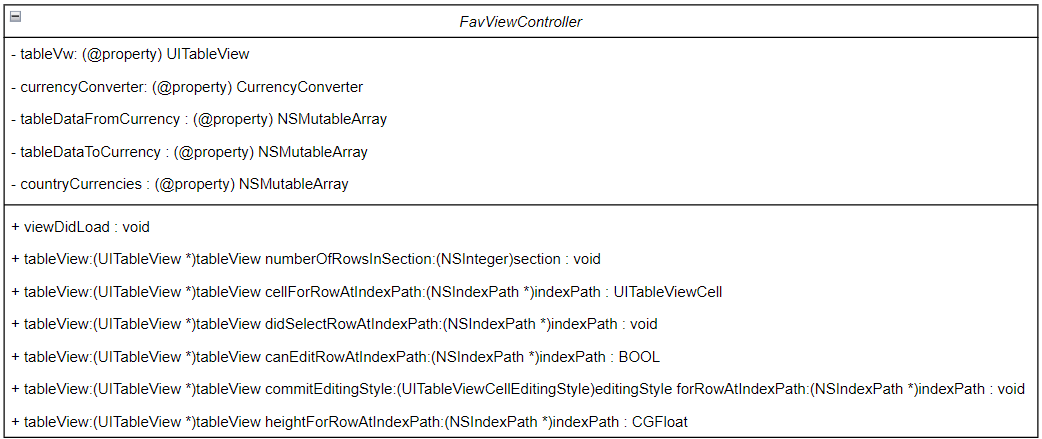 FavViewController
- tableVw: (@property) UITableView
- currencyConverter: (@property) CurrencyConverter
- tableDataFromCurrency : (@property) NSMutableArray
- tableDataToCurrency : (@property) NSMutableArray
- countryCurrencies : (@property) NSMutableArray
+ viewDidLoad : void
+ tableView:(UITableView *)tableView numberOfRowsInSection:(NSInteger)section : void
+ tableView:(UITableView *)tableView cellForRowAtIndexPath:(NSIndexPath *)indexPath : UITableViewCell
+ tableView:(UITableView *)tableView didSelectRowAtIndexPath:(NSIndexPath *)indexPath : void
+ tableView:(UITableView *)tableView canEditRowAtIndexPath:(NSIndexPath *)indexPath : BOOL
+ tableView:(UITableView *)tableView commitEditingStyle:(UITableViewCellEditingStyle)editingStyle forRowAtIndexPath:(NSIndexPath *)indexPath : void
+ tableView:(UITableView *)tableView heightForRowAtIndexPath:(NSIndexPath *)indexPath : CGFloat